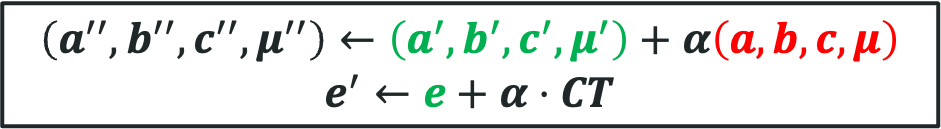 (a′′, b′′, c′′, μ′′) ← (a′, b′, c′, μ′) + α(a, b, c, μ)
e′ ← e + α · CT